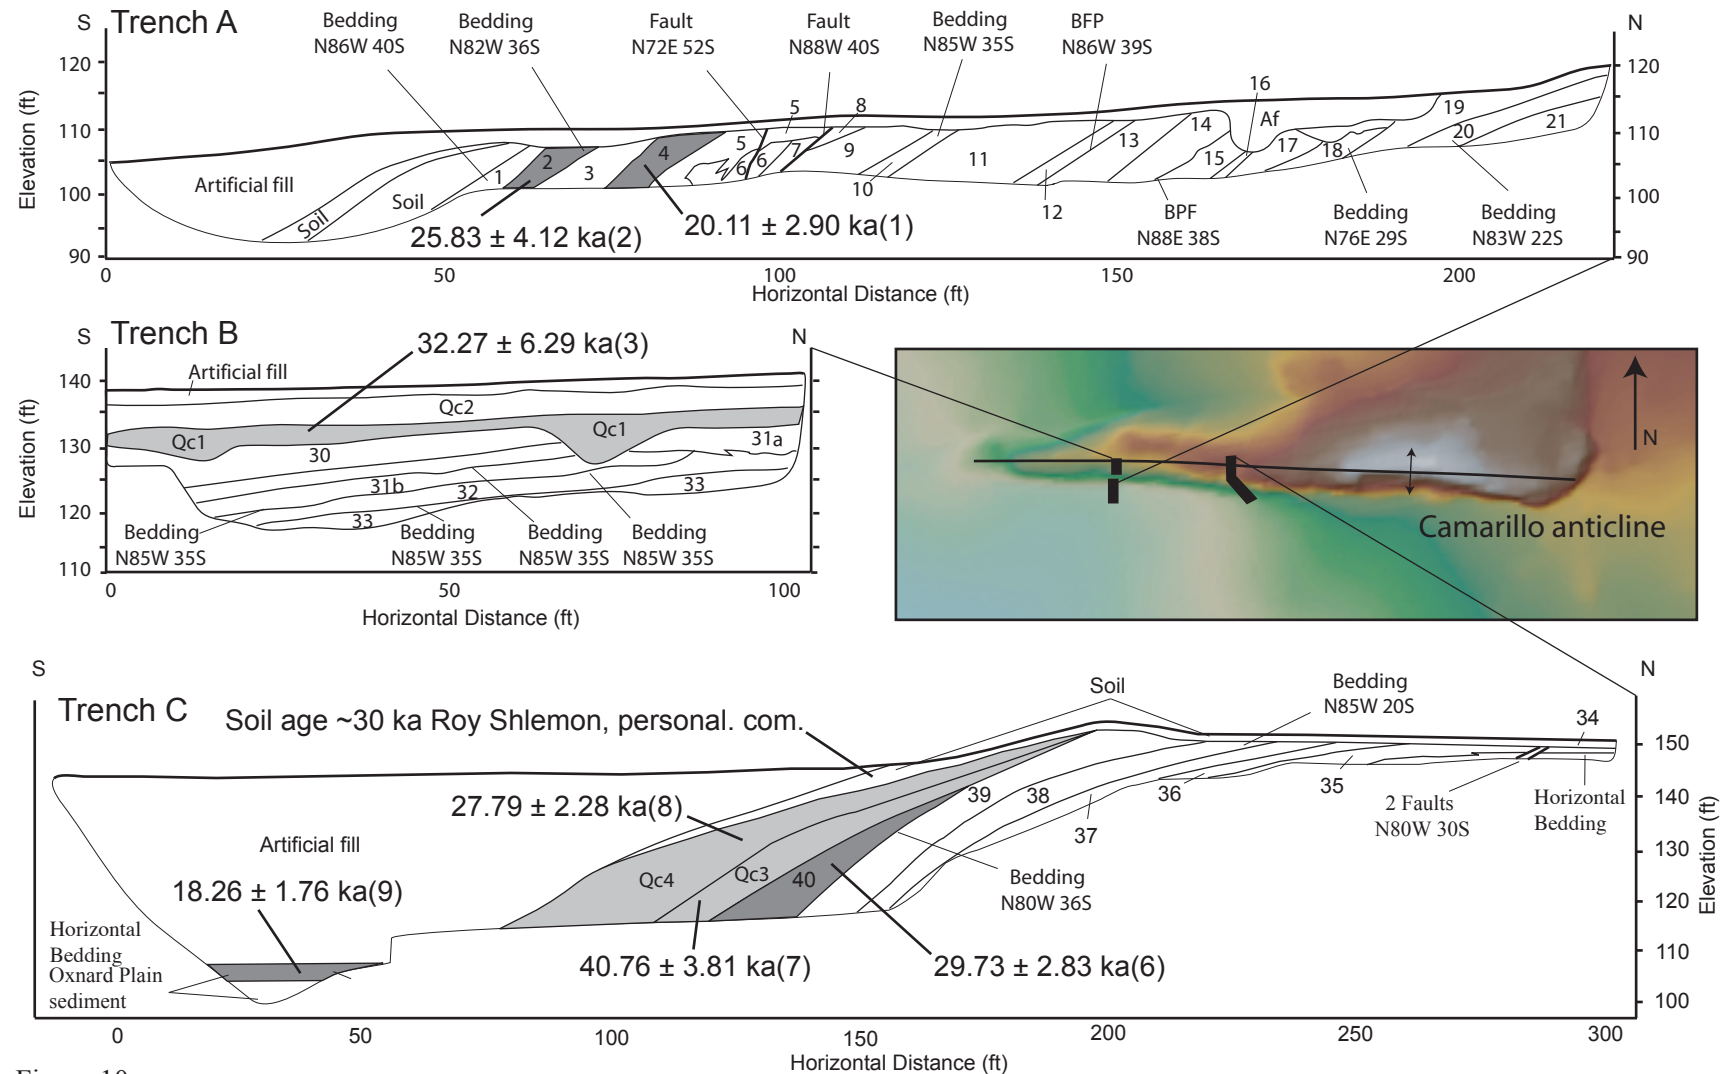 S Trench A
N
Bedding
N86W 40S
Bedding
N82W 36S
Fault
N72E 52S
Fault
N88W 40S
Bedding
N85W 35S
BFP
N86W 39S
Elevation (ft)
120
110
100
90
120
110
100
90
Artificial fill
Soil
Soil
1
2
3
4
5
6
5
6
7
8
9
10
11
12
13
14
15
16
Af
17
18
19
20
21
25.83 ± 4.12 ka(2)
20.11 ± 2.90 ka(1)
BPF
N88E 38S
Bedding
N76E 29S
Bedding
N83W 22S
0 50 100 150 200
Horizontal Distance (ft)
S Trench B
N
32.27 ± 6.29 ka(3)
Elevation (ft)
140
130
120
110
Artificial fill
Qc2
Qc1
Qc1
30
31a
31b
32
33
33
Bedding
N85W 35S
Bedding
N85W 35S
Bedding
N85W 35S
Bedding
N85W 35S
0 50 100
Horizontal Distance (ft)
N
Camarillo anticline
S
N
Trench C
Soil age ~30 ka Roy Shlemon, personal. com.
Soil
Bedding
N85W 20S
34
27.79 ± 2.28 ka(8)
Artificial fill
18.26 ± 1.76 ka(9)
Horizontal
Bedding
Oxnard Plain
sediment
Qc4
Qc3
40
39
38
37
36
35
2 Faults
N80W 30S
Horizontal
Bedding
Bedding
N80W 36S
40.76 ± 3.81 ka(7)
29.73 ± 2.83 ka(6)
150
140
130
120
110
100
Elevation (ft)
0 50 100 150 200 250 300
Horizontal Distance (ft)